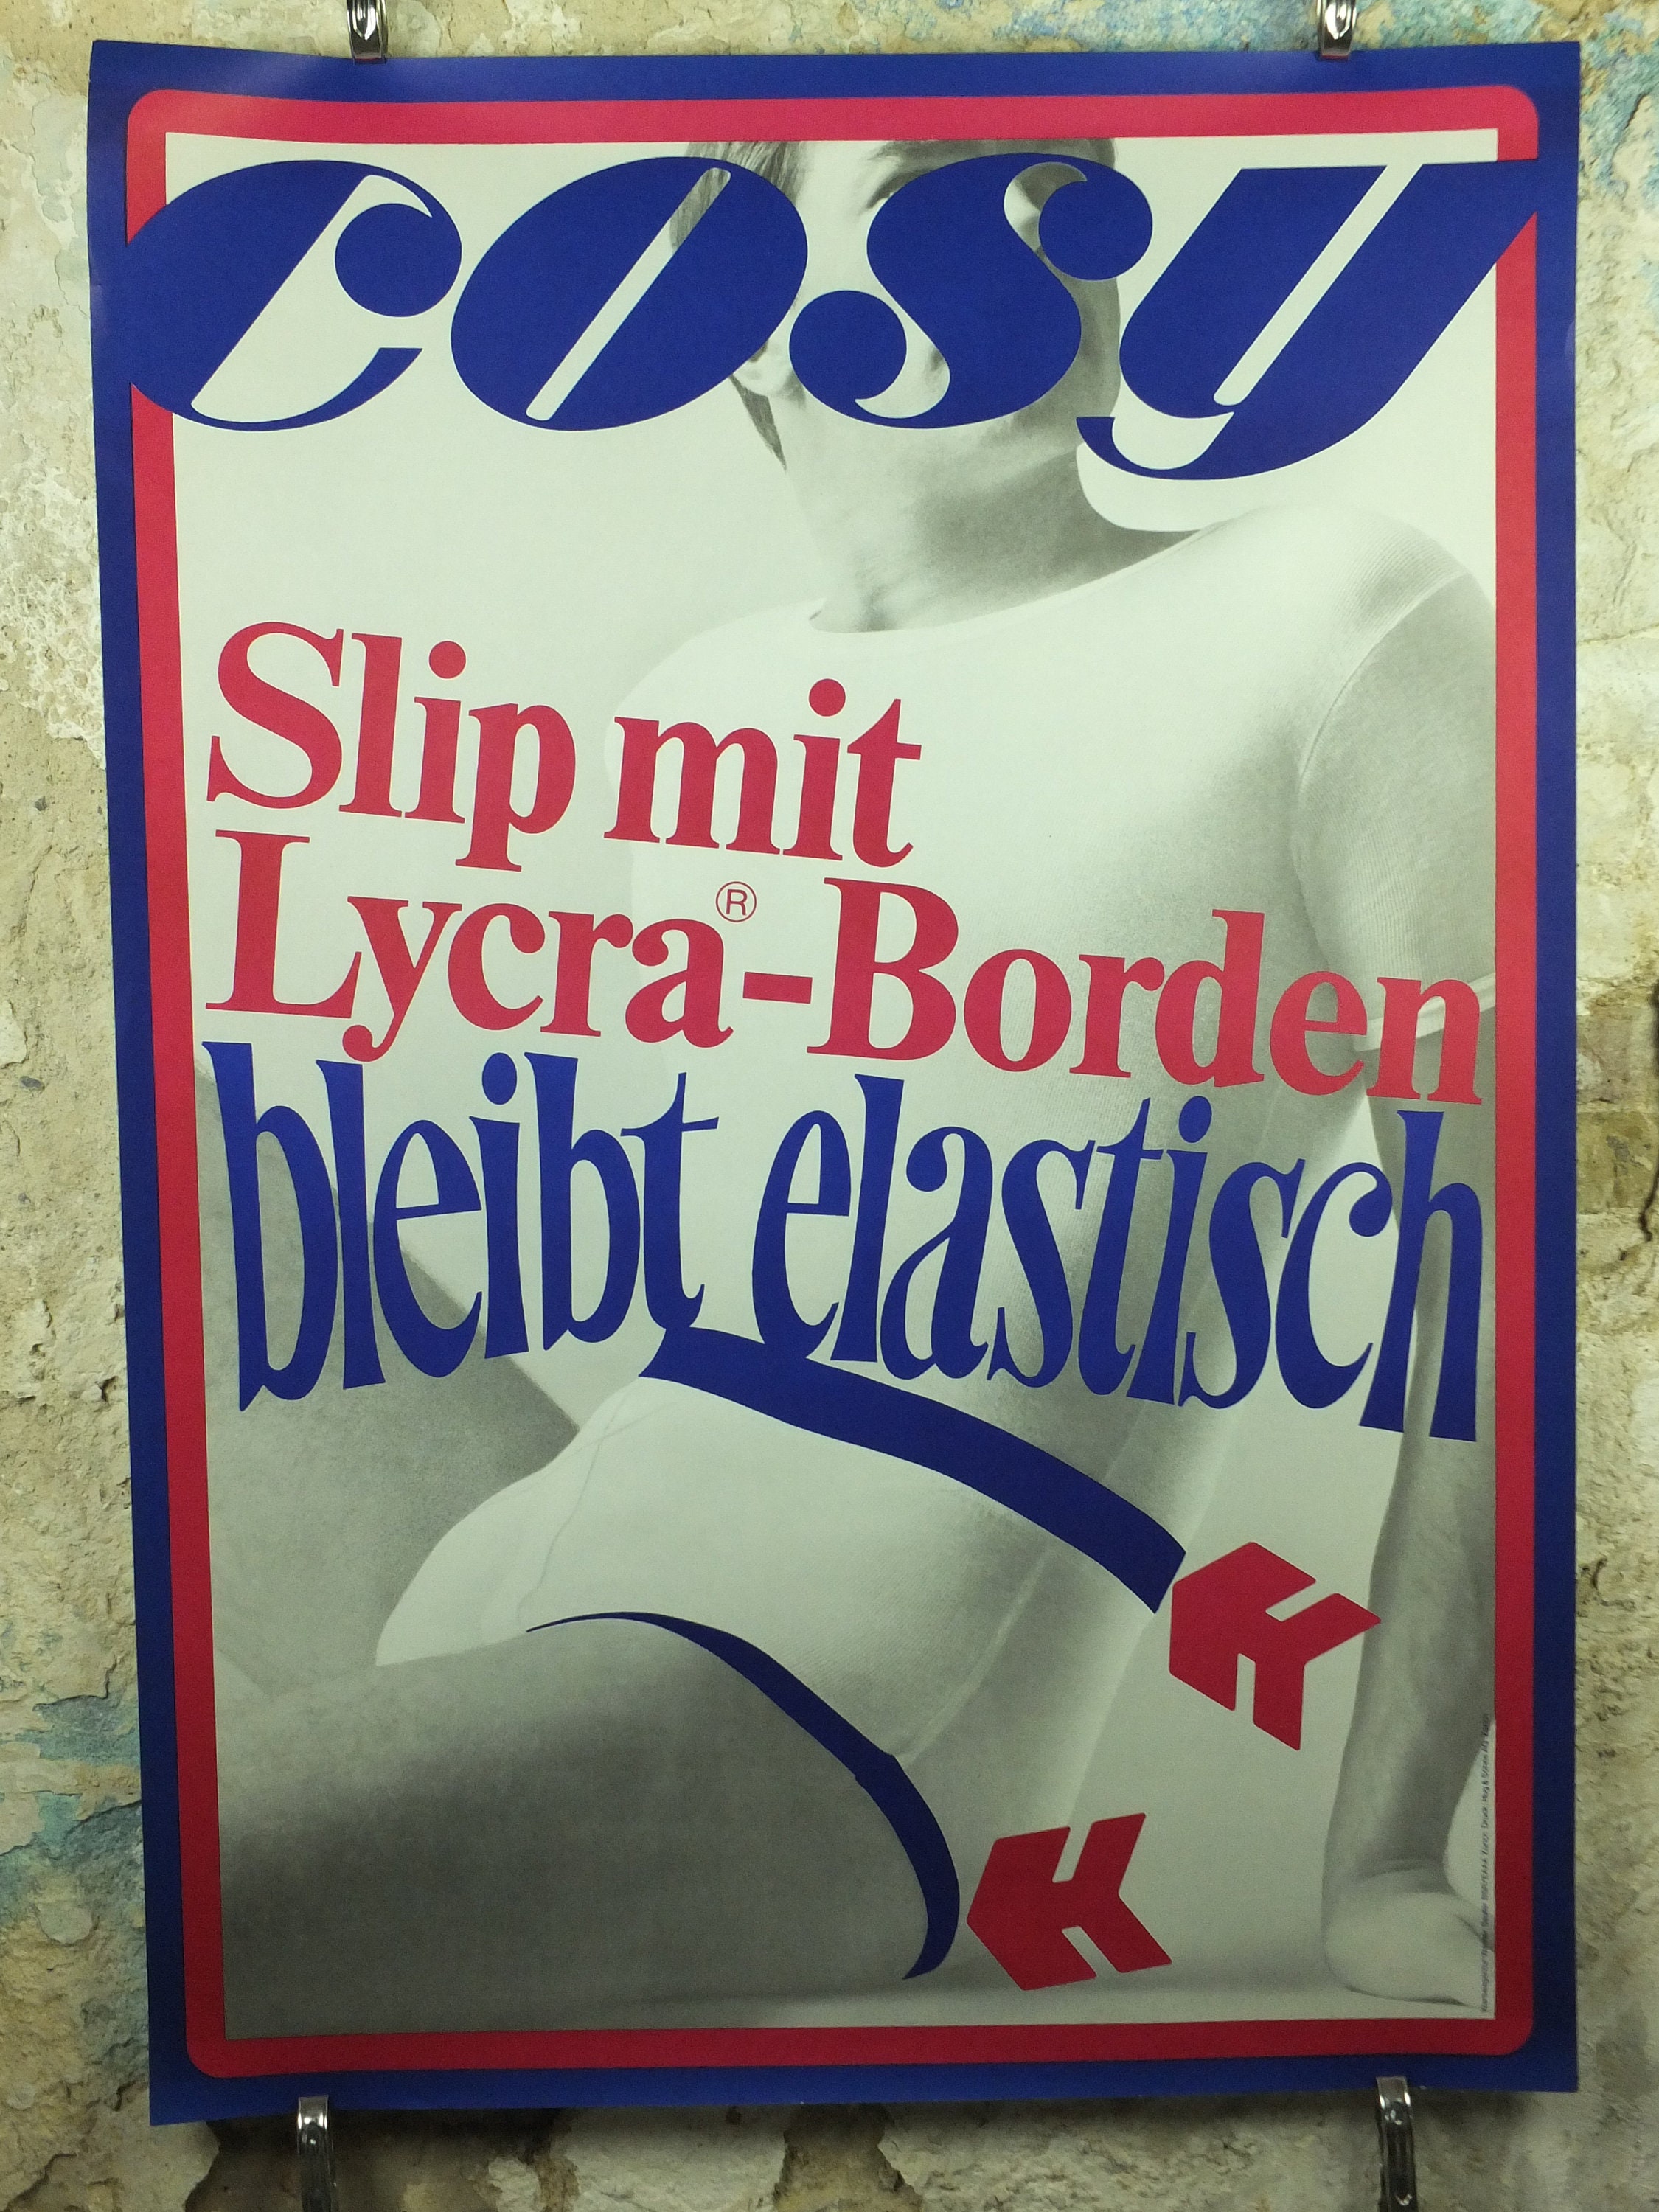 cosy
Slip mit
Lycra®-Borden
bleibt elastisch